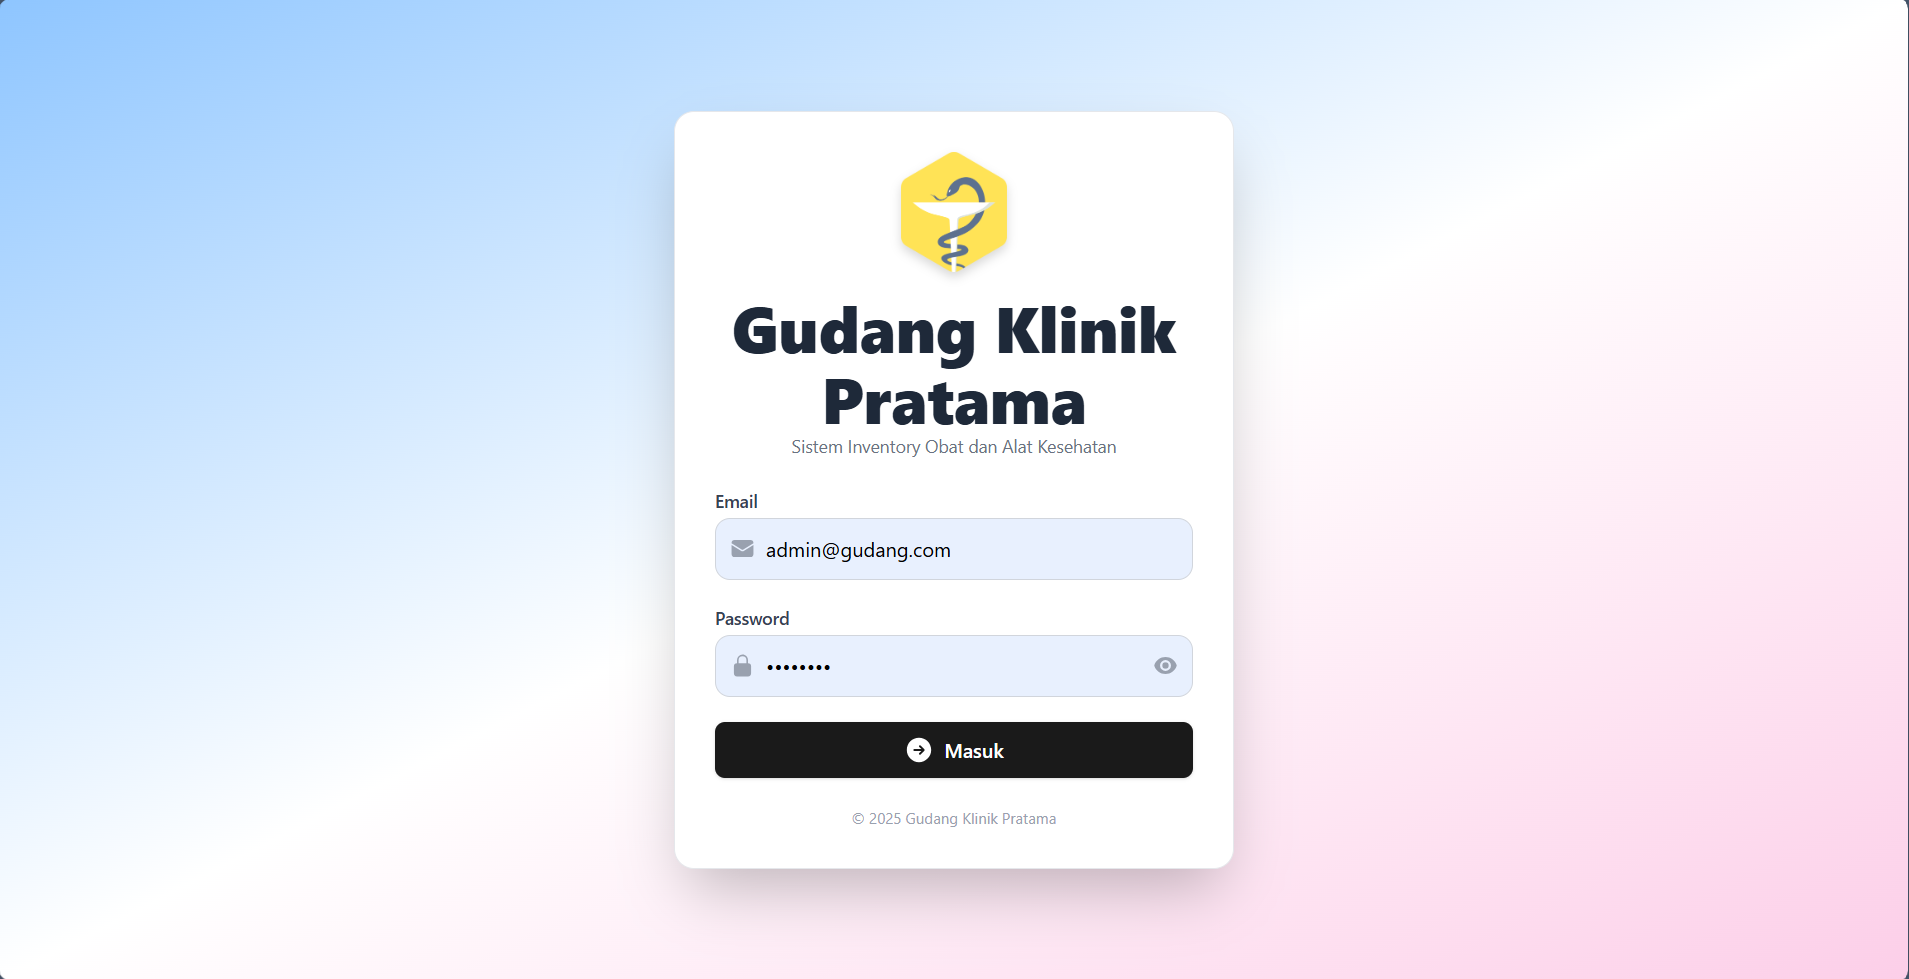 Gudang Klinik
Pratama
Sistem Inventory Obat dan Alat Kesehatan
Email
admin@gudang.com
Password
••••••••
Masuk
© 2025 Gudang Klinik Pratama